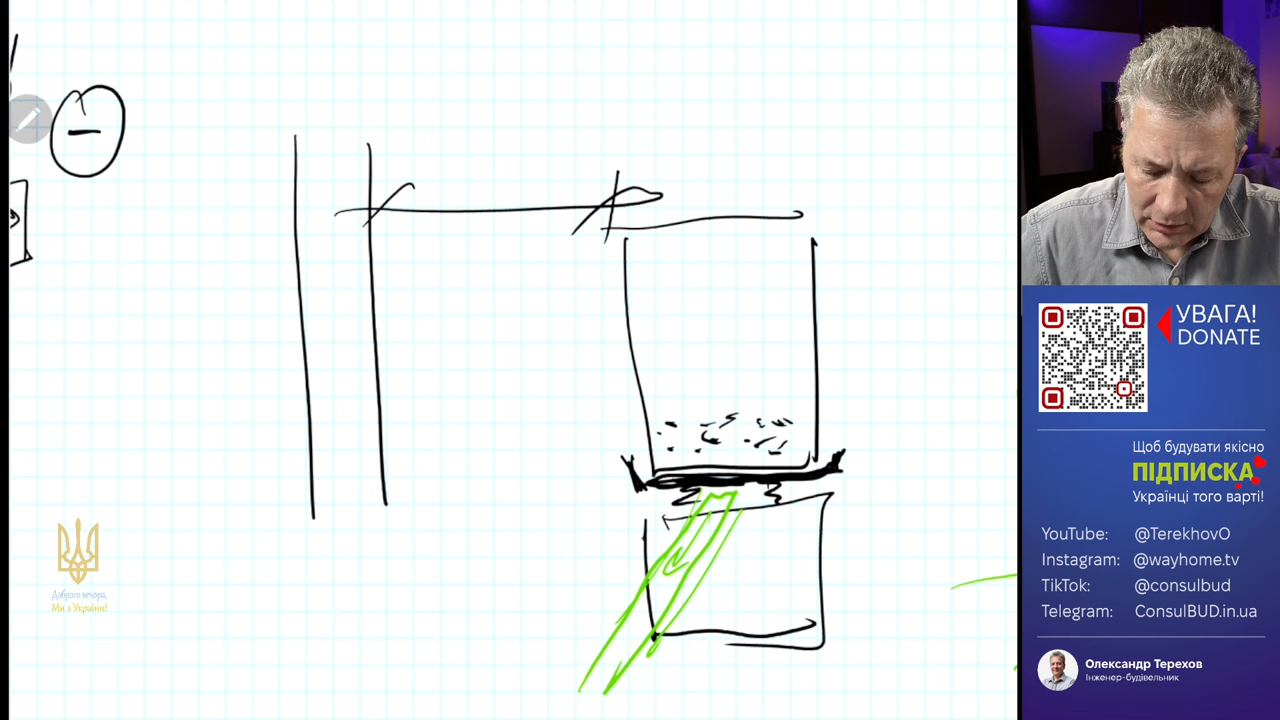 УВАГА!
DONATE
Щоб будувати якісно
ПІДПИСКА
Українці того варті!
YouTube: @TerekhovO
Instagram: @wayhome.tv
TikTok: @consulbud
Telegram: ConsulBUD.in.ua
Олександр Терехов
Інженер-будівельник
Доброго вечора,
Ми з України!